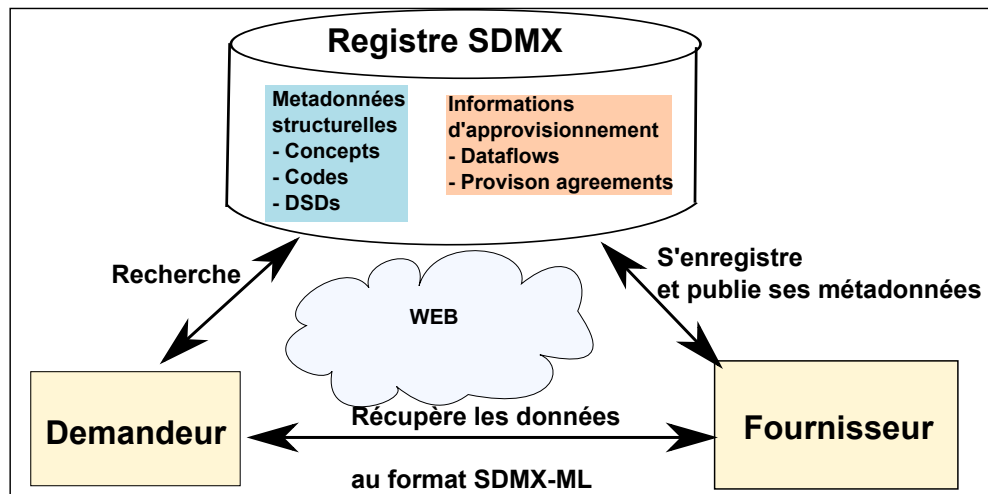 Registre SDMX
Metadonnées
structurelles
- Concepts
- Codes
- DSDs
Informations
d'approvisionnement
- Dataflows
- Provison agreements
Recherche
S'enregistre
et publie ses métadonnées
WEB
Demandeur
Récupère les données
au format SDMX-ML
Fournisseur